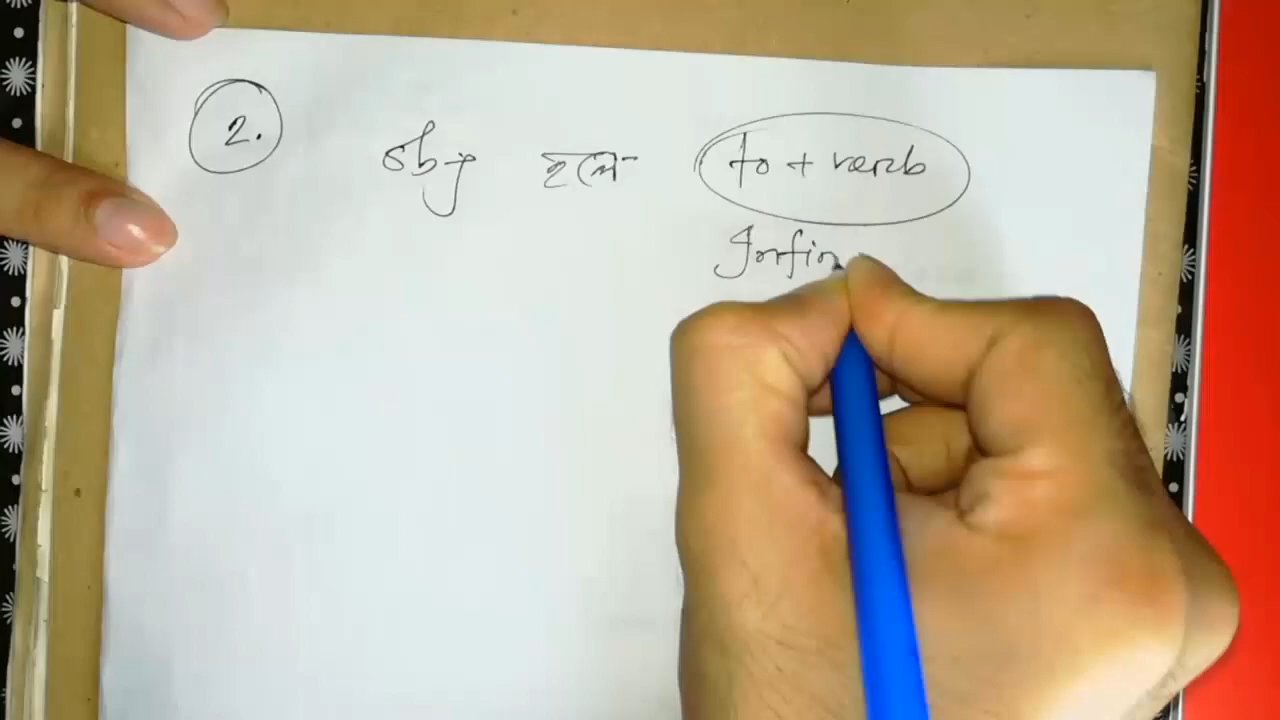 2. obj হলে to + verb
Infin